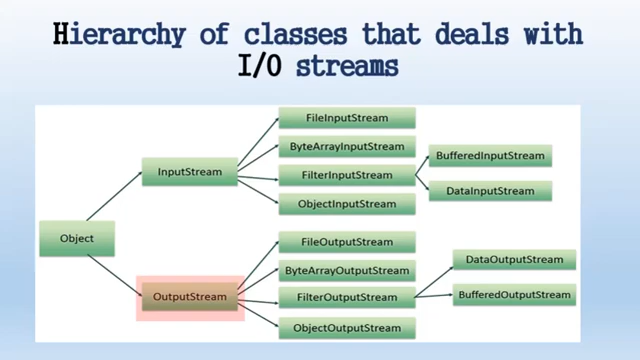 Hierarchy of classes that deals with
I/O streams
FileInputStream
ByteArrayInputStream
BufferedInputStream
InputStream
FilterInputStream
DataInputStream
ObjectInputStream
Object
FileOutputStream
DataOutputStream
ByteArrayOutputStream
OutputStream
FilterOutputStream
BufferedOutputStream
ObjectOutputStream